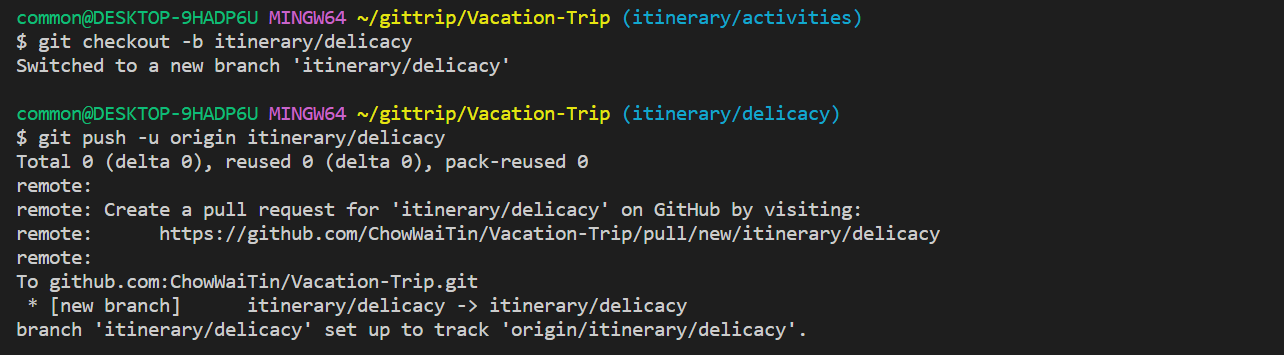 common@DESKTOP-9HADP6U MINGW64 ~/gittrip/Vacation-Trip (itinerary/activities)
$ git checkout -b itinerary/delicacy
Switched to a new branch 'itinerary/delicacy'

common@DESKTOP-9HADP6U MINGW64 ~/gittrip/Vacation-Trip (itinerary/delicacy)
$ git push -u origin itinerary/delicacy
Total 0 (delta 0), reused 0 (delta 0), pack-reused 0
remote:
remote: Create a pull request for 'itinerary/delicacy' on GitHub by visiting:
remote:      https://github.com/ChowWaiTin/Vacation-Trip/pull/new/itinerary/delicacy
remote:
To github.com:ChowWaiTin/Vacation-Trip.git
 * [new branch]      itinerary/delicacy -> itinerary/delicacy
branch 'itinerary/delicacy' set up to track 'origin/itinerary/delicacy'.